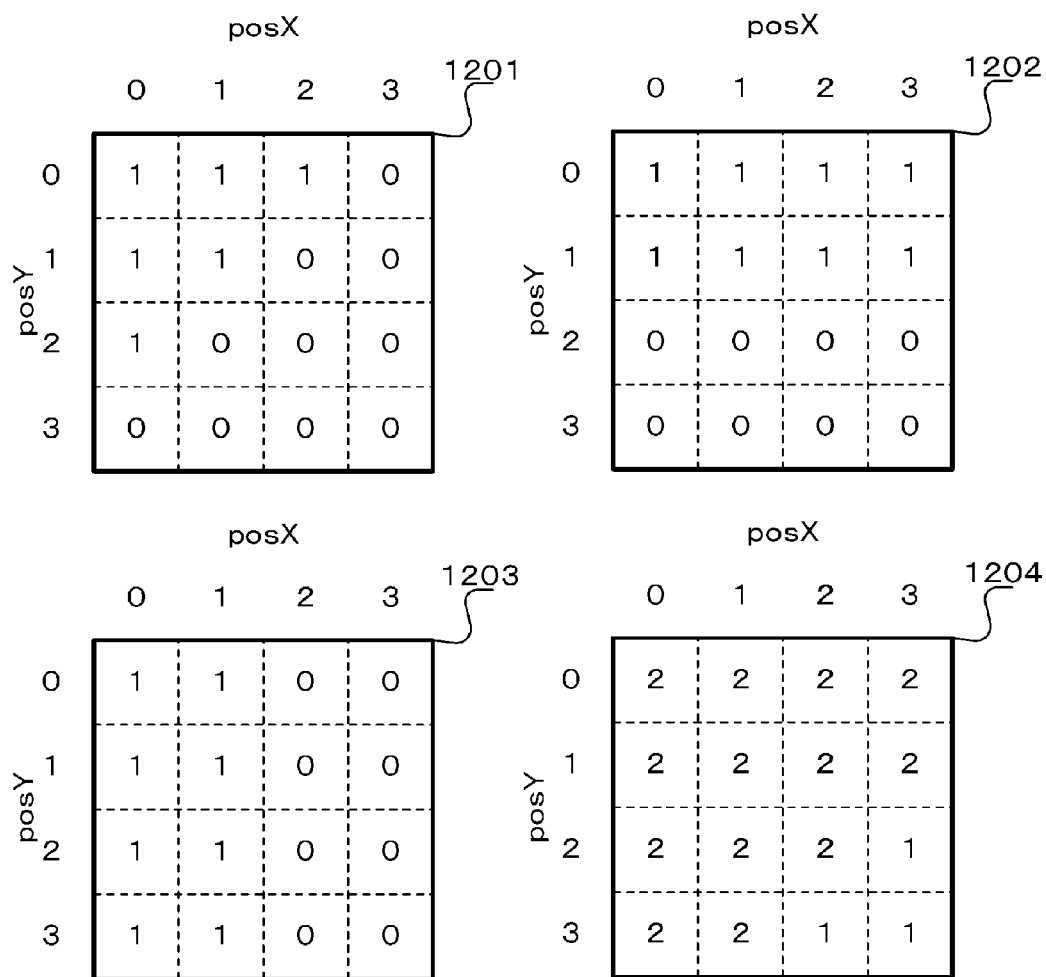 posX
1201
0 1 2 3
posY
0 1 1 1 0
1 1 1 0 0
2 1 0 0 0
3 0 0 0 0
posX
1202
0 1 2 3
posY
0 1 1 1 1
1 1 1 1 1
2 0 0 0 0
3 0 0 0 0
posX
1203
0 1 2 3
posY
0 1 1 0 0
1 1 1 0 0
2 1 1 0 0
3 1 1 0 0
posX
1204
0 1 2 3
posY
0 2 2 2 2
1 2 2 2 2
2 2 2 2 1
3 2 2 1 1